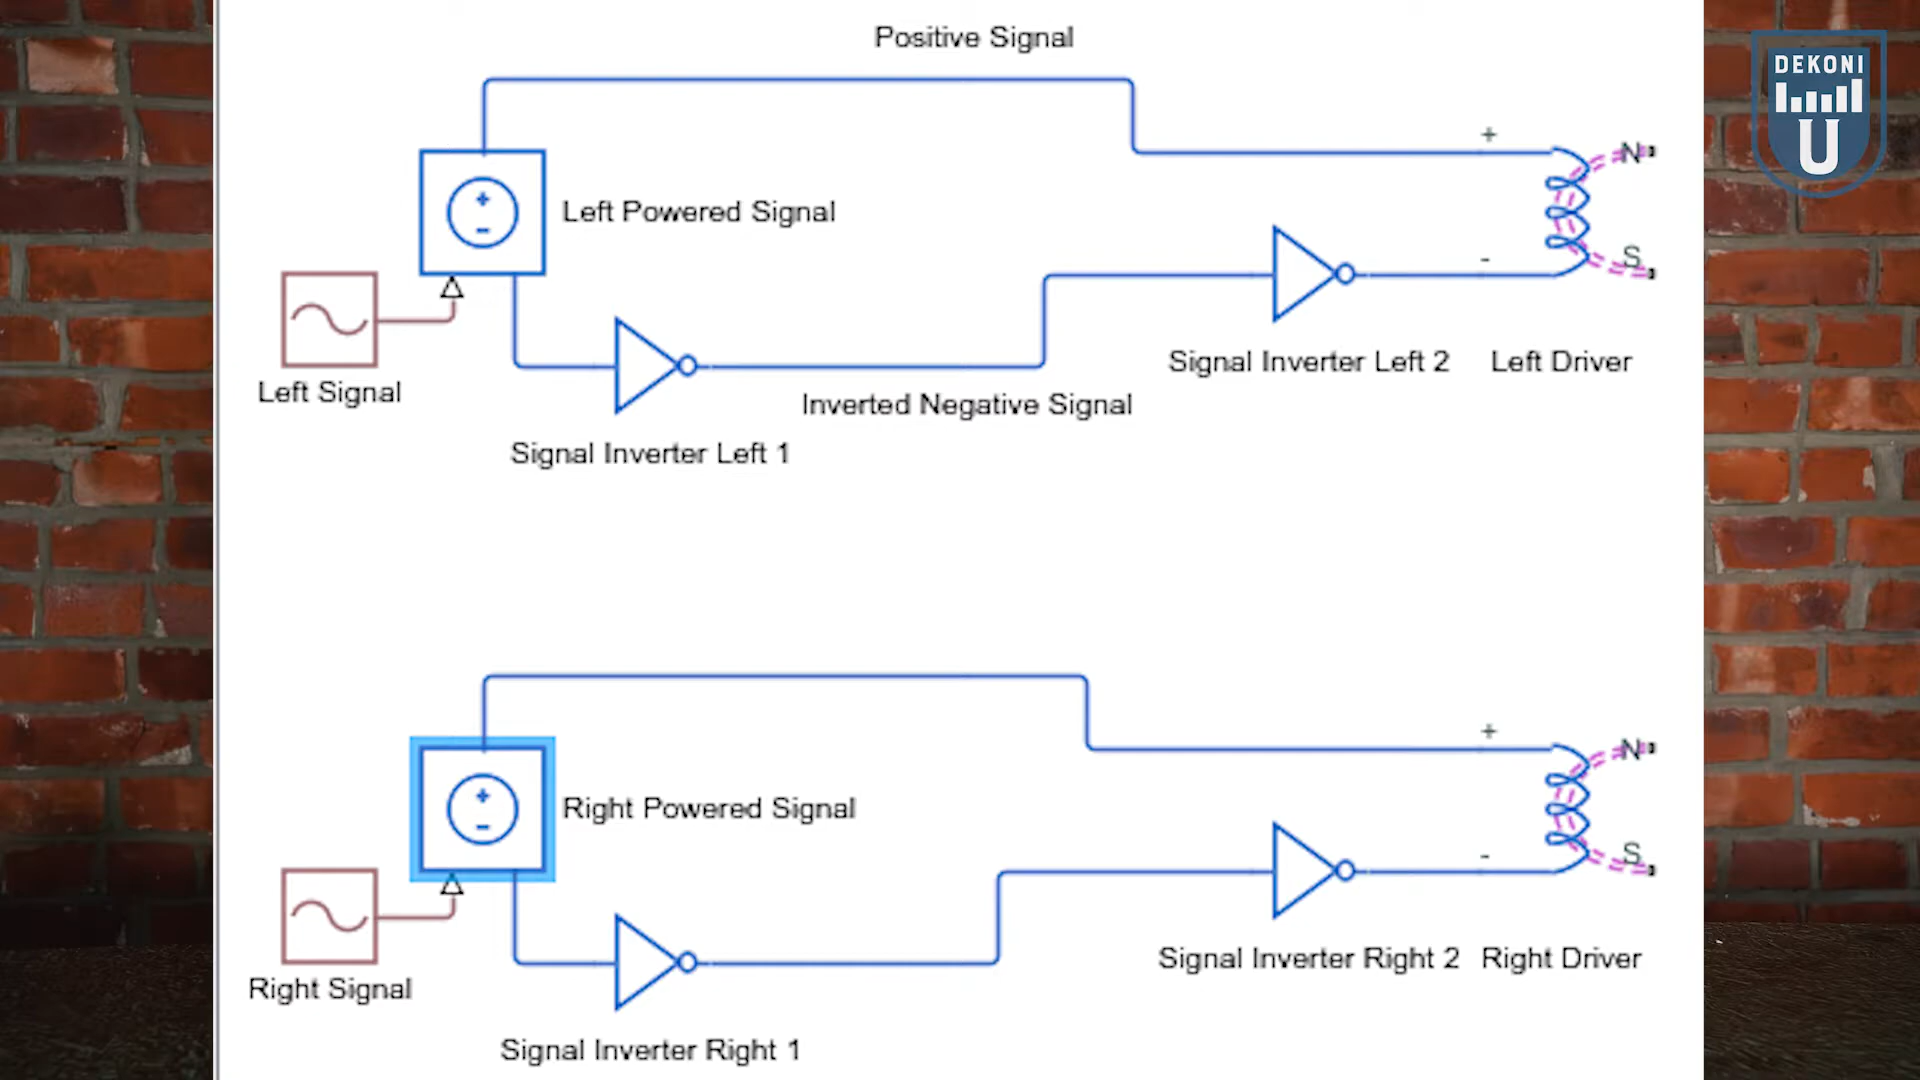 Positive Signal
DEKONI
U
+
N
+
-
Left Powered Signal
-
S
Left Signal
Signal Inverter Left 2
Left Driver
Inverted Negative Signal
Signal Inverter Left 1
+
N
+
-
Right Powered Signal
-
S
Right Signal
Signal Inverter Right 2
Right Driver
Signal Inverter Right 1